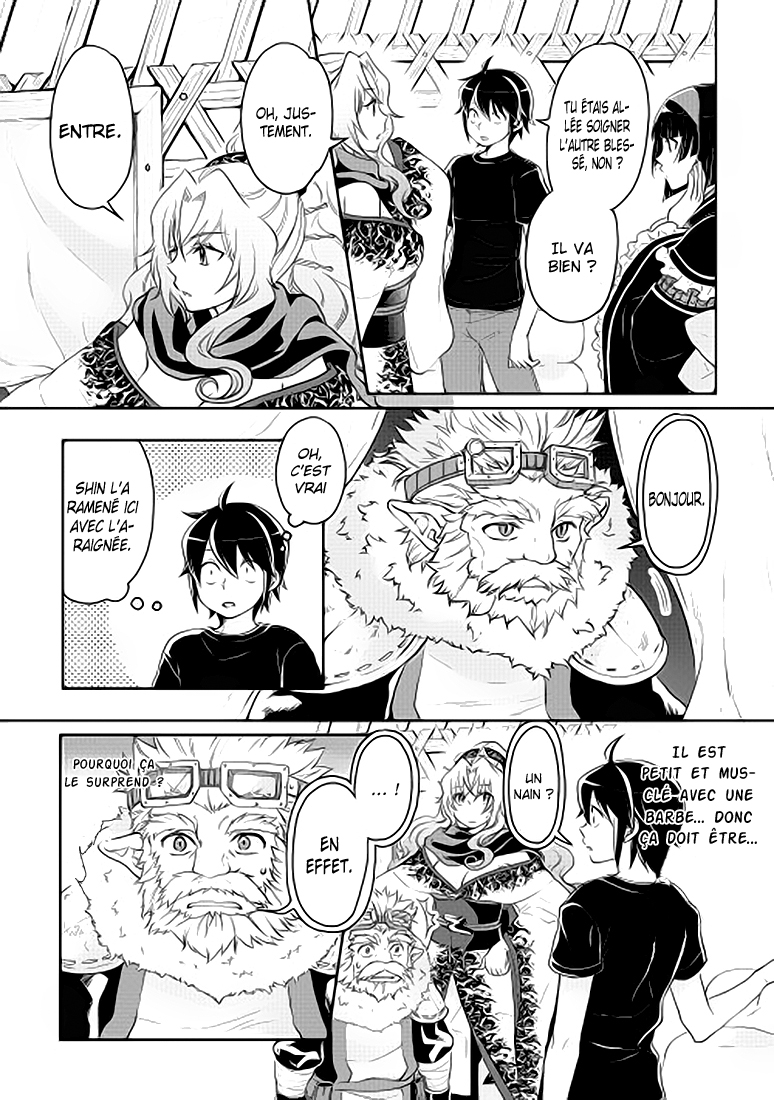 TU ÉTAIS AL-
LÉE SOIGNER
L'AUTRE BLES-
SÉ, NON ?
IL VA
BIEN ?
OH, JUS-
TEMENT.
ENTRE.
BONJOUR.
OH,
C'EST
VRAI
SHIN L'A
RAMENÉ ICI
AVEC L'A-
RAIGNÉE.
IL EST
PETIT ET MUS-
CLÉ AVEC UNE
BARBE... DONC
ÇA DOIT ÊTRE...
UN
NAIN ?
... !
EN
EFFET.
POURQUOI ÇA
LE SURPREND ?